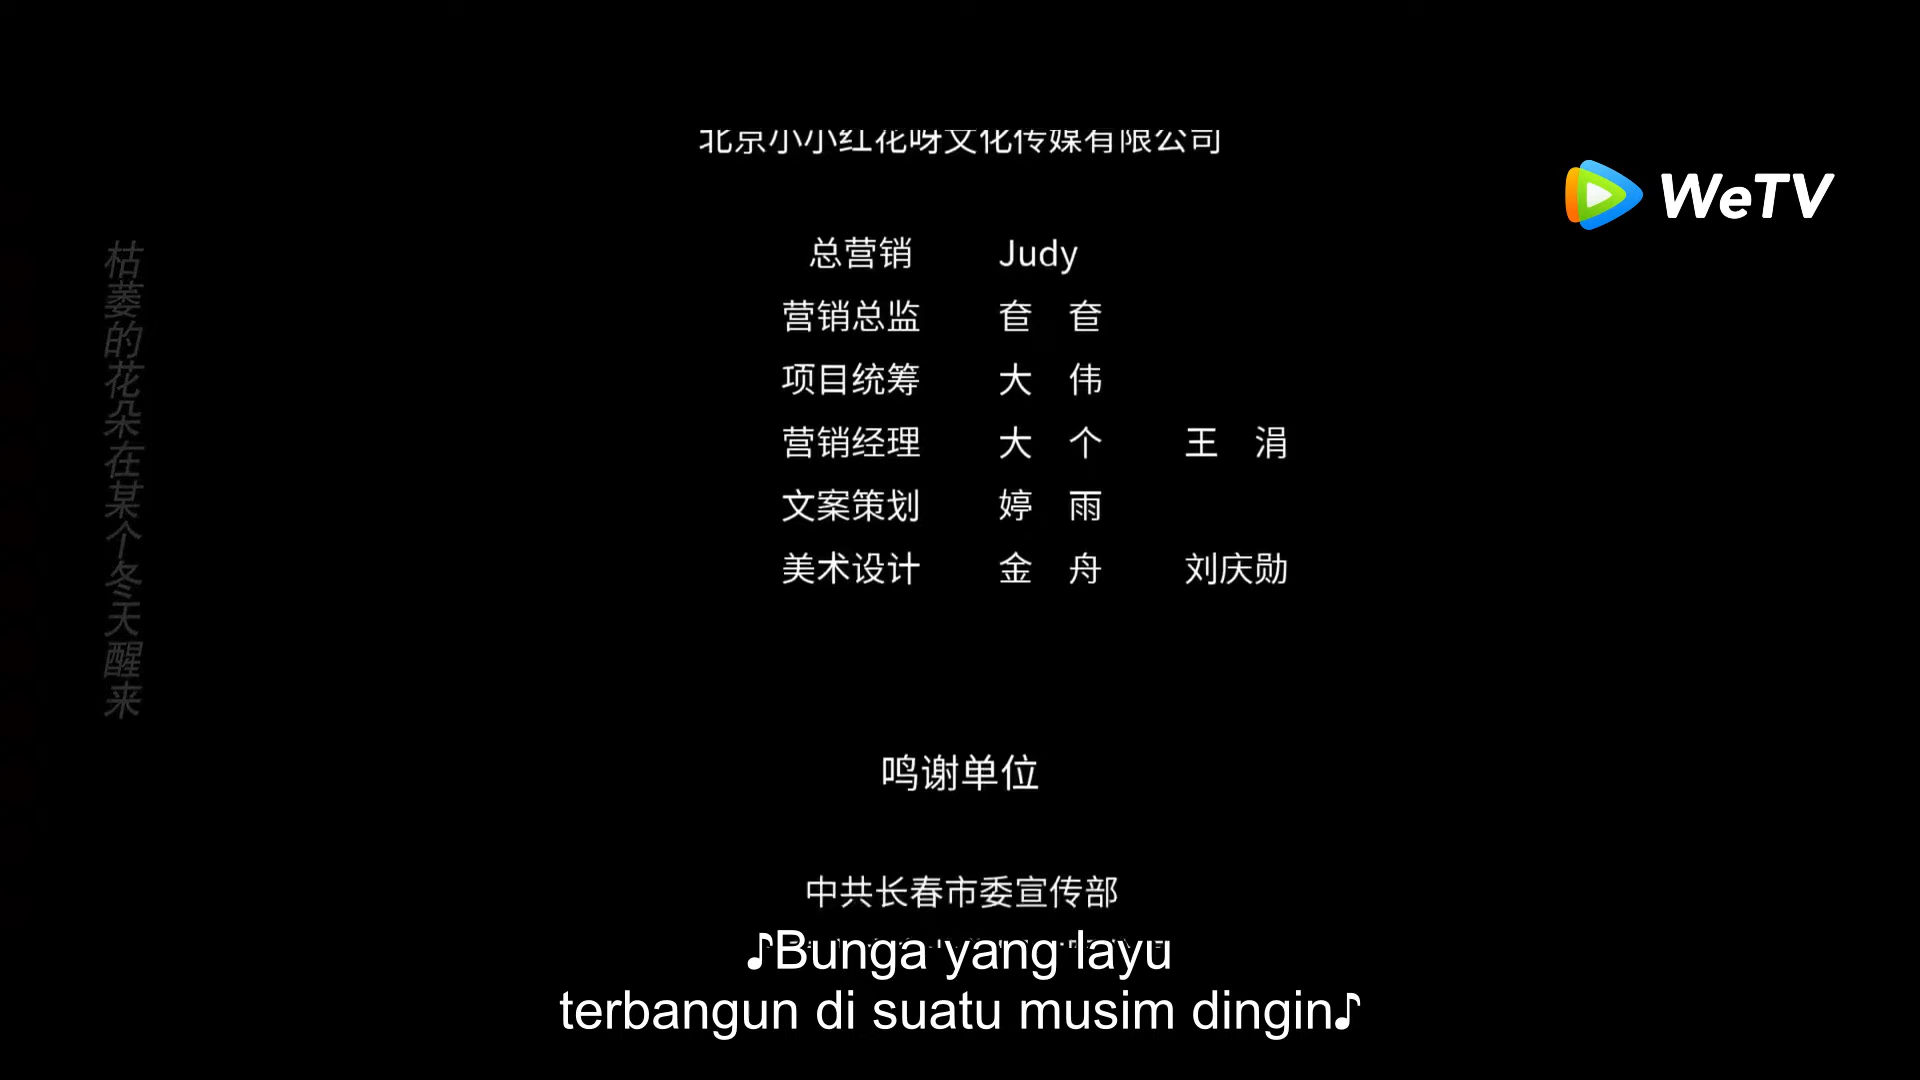 北京小小红花呀文化传媒有限公司
WeTV
总营销 Judy
营销总监 奆 奆
项目统筹 大 伟
营销经理 大 个 王 涓
文案策划 婷 雨
美术设计 金 舟 刘庆勋
枯萎的花朵在某个冬天醒来
鸣谢单位
中共长春市委宣传部
♪Bunga yang layu
terbangun di suatu musim dingin♪